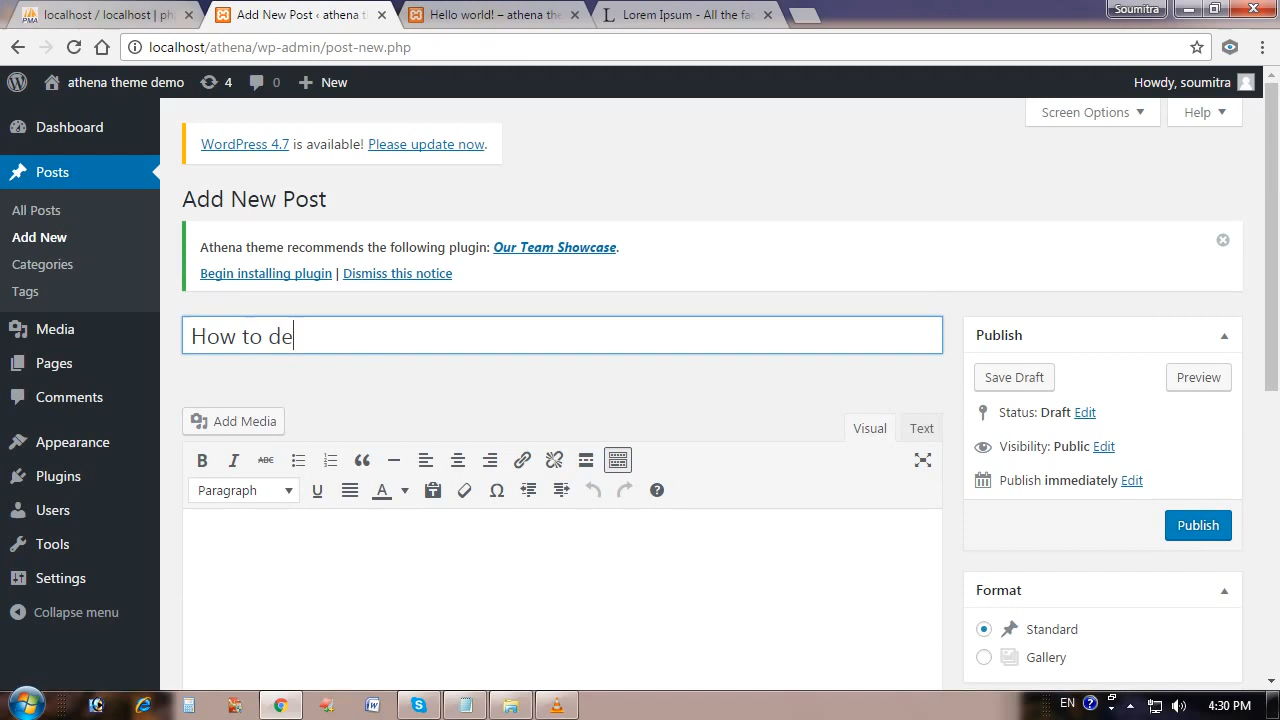 localhost / localhost | ph
Add New Post ‹ athena t
Hello world! – athena the
Lorem Ipsum - All the fa
Soumitra
localhost/athena/wp-admin/post-new.php
athena theme demo
4
0
New
Howdy, soumitra
Dashboard
Posts
All Posts
Add New
Categories
Tags
Media
Pages
Comments
Appearance
Plugins
Users
Tools
Settings
Collapse menu
Screen Options
Help
WordPress 4.7 is available! Please update now.
Add New Post
Athena theme recommends the following plugin: Our Team Showcase.
Begin installing plugin | Dismiss this notice
How to de
Add Media
Visual
Text
B I ABC
Paragraph U A Ω
Publish
Save Draft
Preview
Status: Draft Edit
Visibility: Public Edit
Publish immediately Edit
Publish
Format
Standard
Gallery
EN
4:30 PM